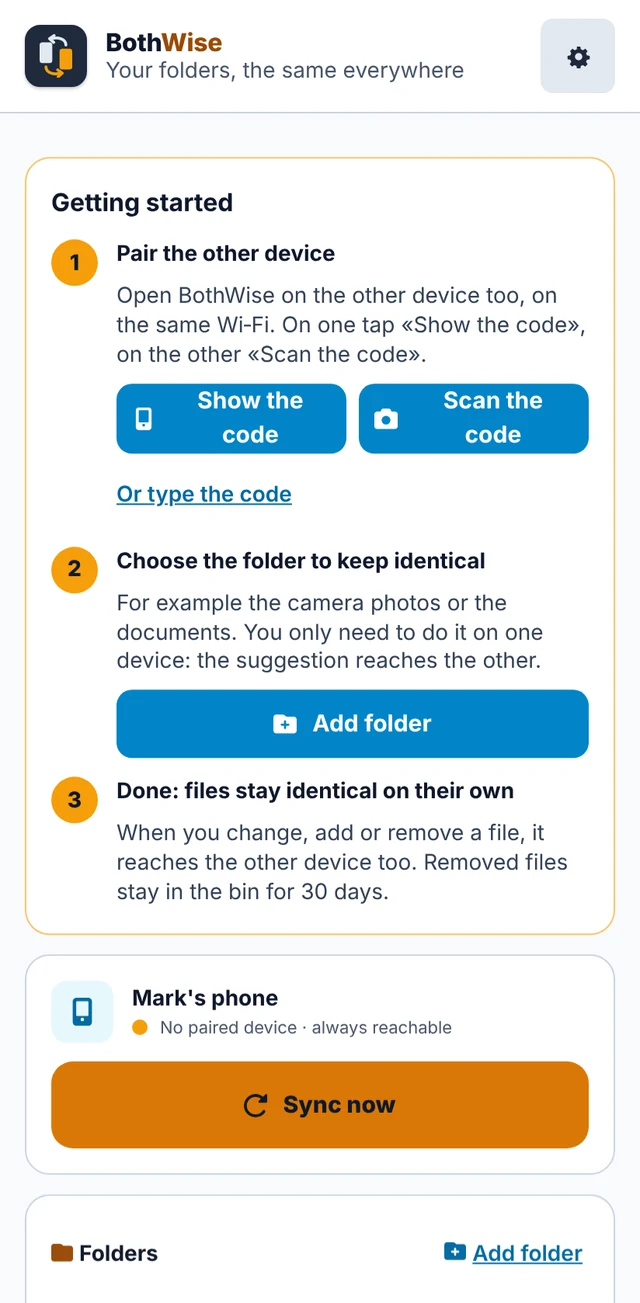 BothWise
Your folders, the same everywhere
Getting started
1
Pair the other device
Open BothWise on the other device too, on
the same Wi-Fi. On one tap «Show the code»,
on the other «Scan the code».
Show the
code
Scan the
code
Or type the code
2
Choose the folder to keep identical
For example the camera photos or the
documents. You only need to do it on one
device: the suggestion reaches the other.
Add folder
3
Done: files stay identical on their own
When you change, add or remove a file, it
reaches the other device too. Removed files
stay in the bin for 30 days.
Mark's phone
No paired device · always reachable
Sync now
Folders
Add folder